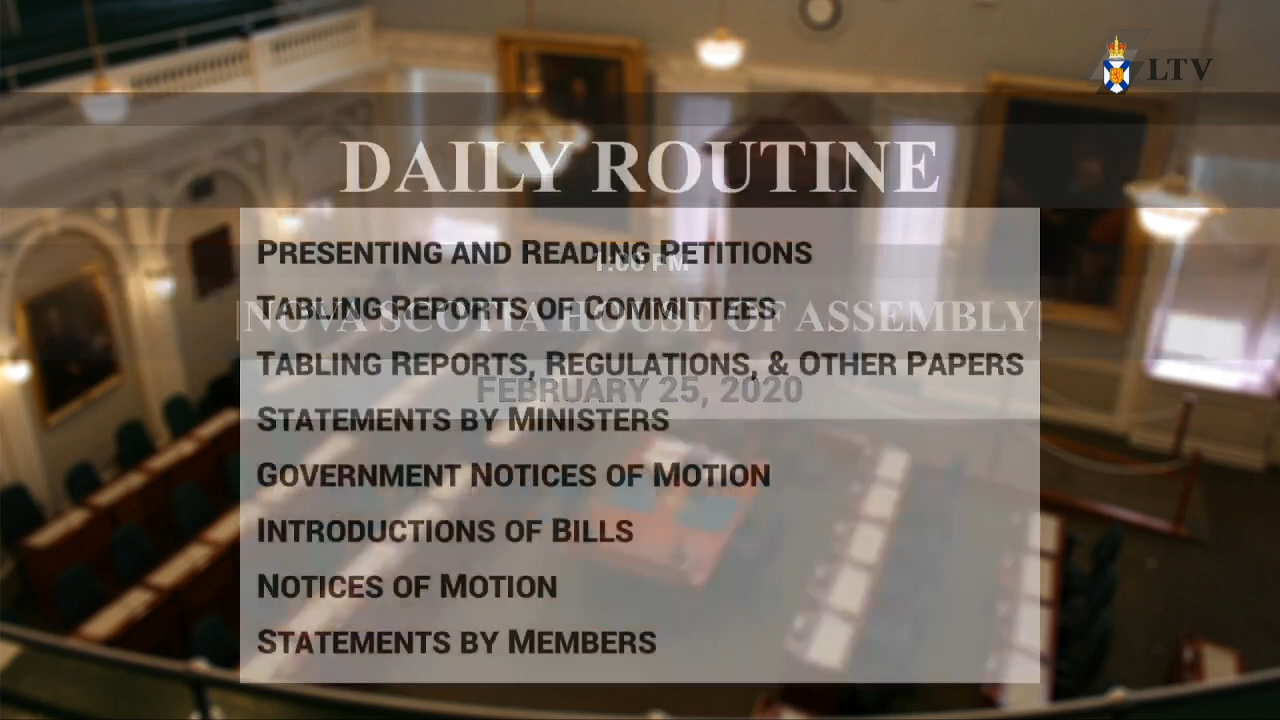 LTV
DAILY ROUTINE
PRESENTING AND READING PETITIONS
1:00 PM
TABLING REPORTS OF COMMITTEES
|NOVA SCOTIA HOUSE OF ASSEMBLY|
TABLING REPORTS, REGULATIONS, & OTHER PAPERS
FEBRUARY 25, 2020
STATEMENTS BY MINISTERS
GOVERNMENT NOTICES OF MOTION
INTRODUCTIONS OF BILLS
NOTICES OF MOTION
STATEMENTS BY MEMBERS